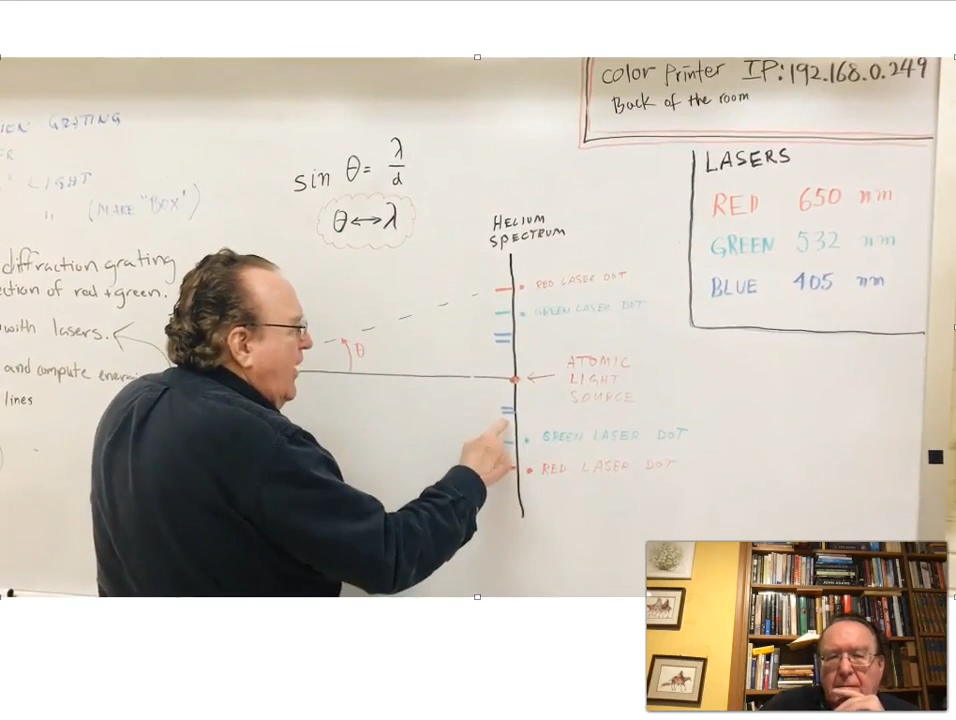 Color Printer IP: 192.168.0.249
Back of the room
GRATING
LIGHT
" (MAKE "BOX")
diffraction grating
ction of red + green.
with lasers.
and compute
lines
sin θ = λ/d
θ ↔ λ
θ
HELIUM
SPECTRUM
RED LASER DOT
GREEN LASER DOT
ATOMIC
LIGHT
SOURCE
GREEN LASER DOT
RED LASER DOT
LASERS
RED 650 nm
GREEN 532 nm
BLUE 405 nm